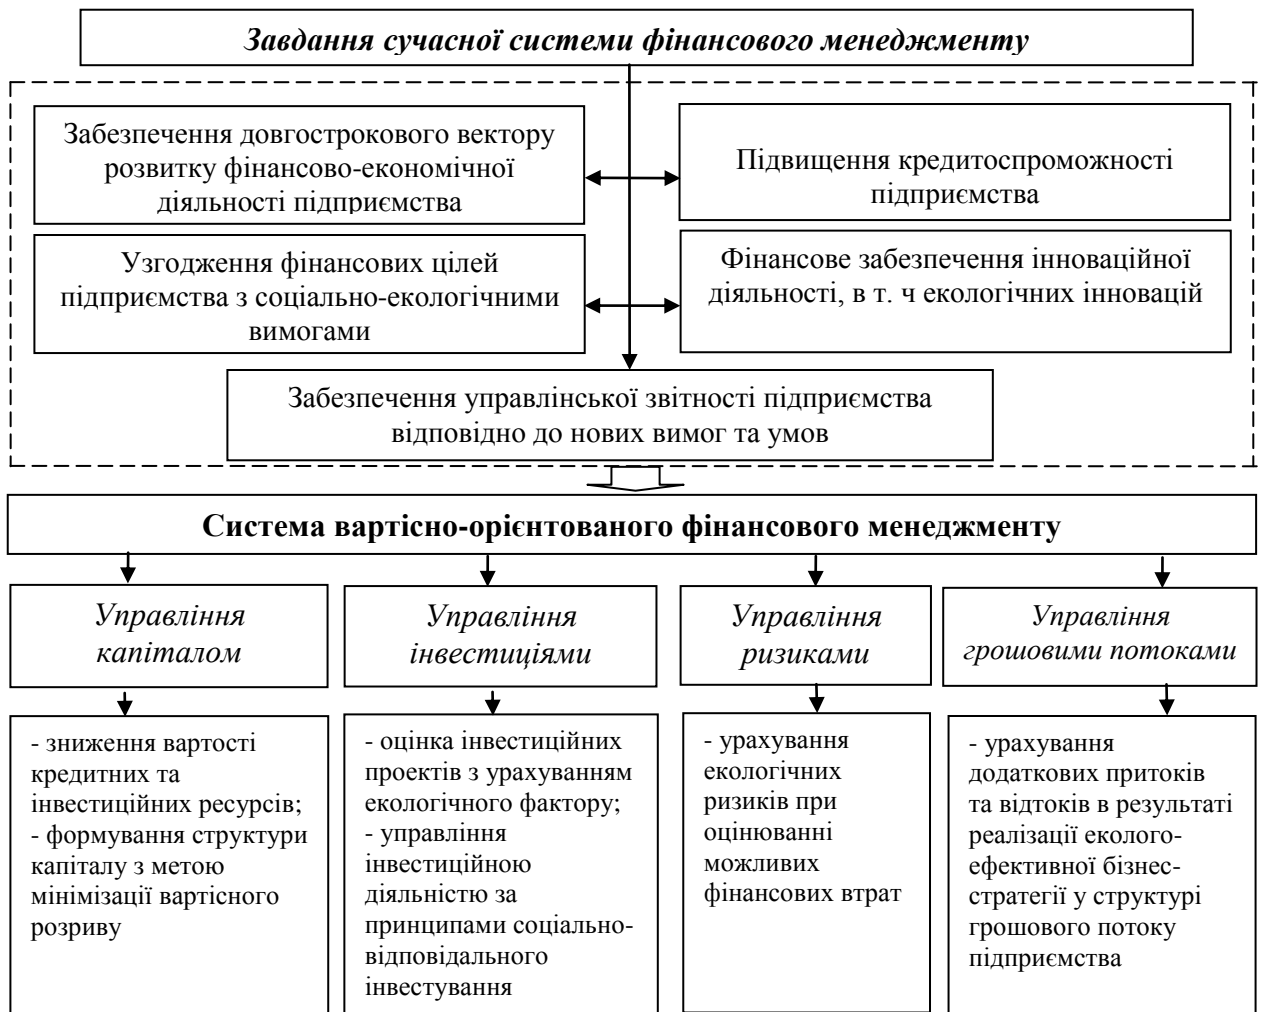 Завдання сучасної системи фінансового менеджменту
Забезпечення довгострокового вектору
розвитку фінансово-економічної
діяльності підприємства
Підвищення кредитоспроможності
підприємства
Узгодження фінансових цілей
підприємства з соціально-екологічними
вимогами
Фінансове забезпечення інноваційної
діяльності, в т. ч екологічних інновацій
Забезпечення управлінської звітності підприємства
відповідно до нових вимог та умов
Система вартісно-орієнтованого фінансового менеджменту
Управління
капіталом
Управління
інвестиціями
Управління
ризиками
Управління
грошовими потоками
- зниження вартості
кредитних та
інвестиційних ресурсів;
- формування структури
капіталу з метою
мінімізації вартісного
розриву
- оцінка інвестиційних
проектів з урахуванням
екологічного фактору;
- управління
інвестиційною
діяльністю за
принципами соціально-
відповідального
інвестування
- урахування
екологічних
ризиків при
оцінюванні
можливих
фінансових втрат
- урахування
додаткових притоків
та відтоків в результаті
реалізації еколого-
ефективної бізнес-
стратегії у структурі
грошового потоку
підприємства